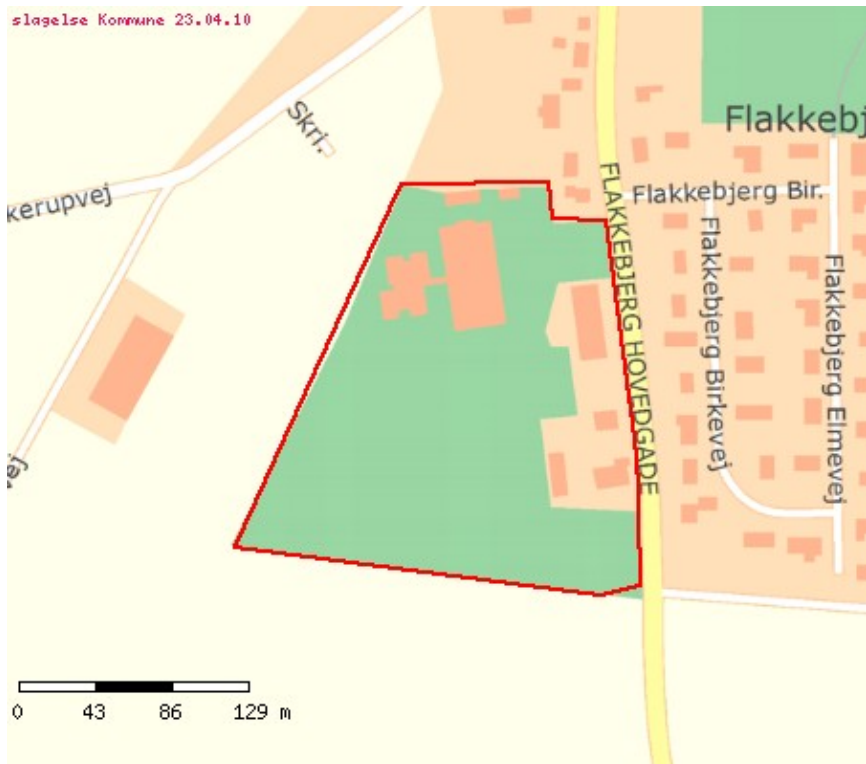 slagelse Kommune 23.04.10
Skri.
Flakkebj
kerupvej
Flakkebjerg Bir.
FLAKKEBJERG HOVEDGADE
Flakkebjerg Birkevej
Flakkebjerg Elmevej
ej
0 43 86 129 m